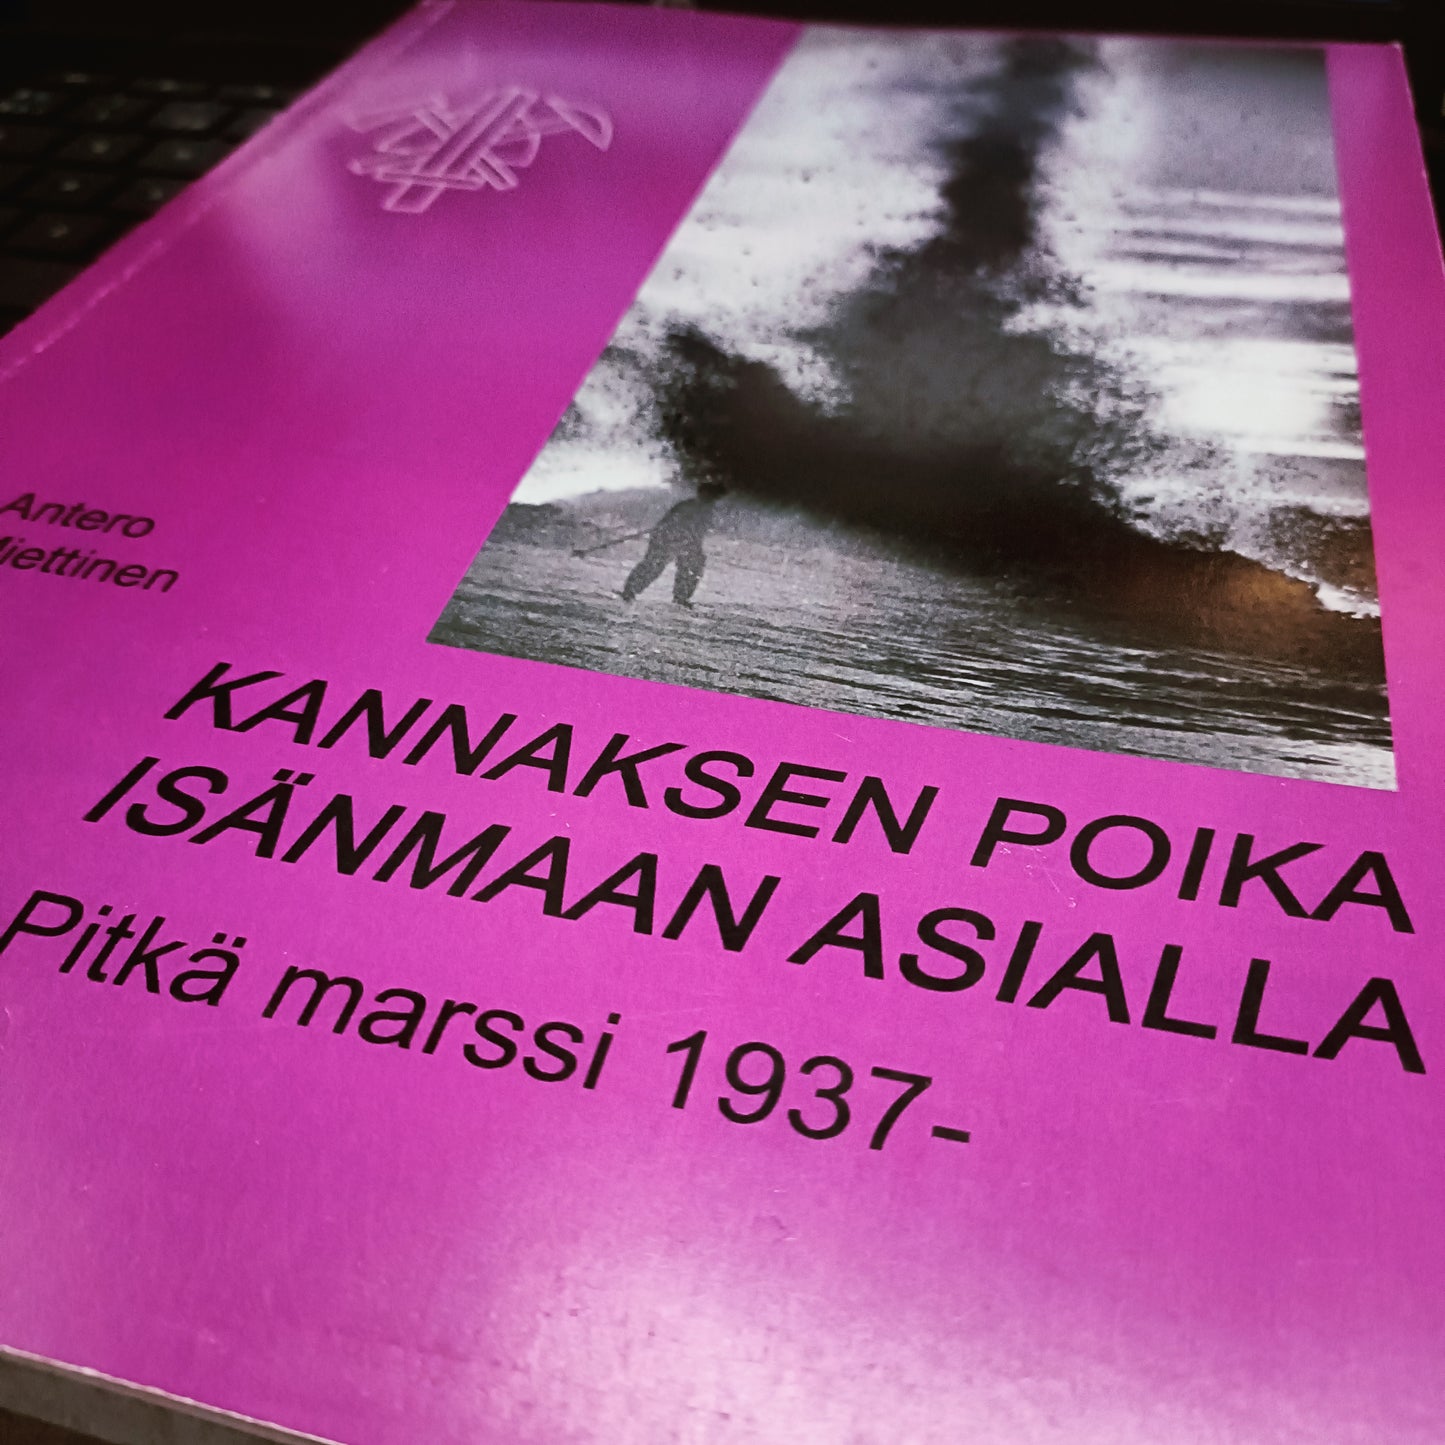 Antero
Miettinen
KANNAKSEN POIKA
ISÄNMAAN ASIALLA
Pitkä marssi 1937-